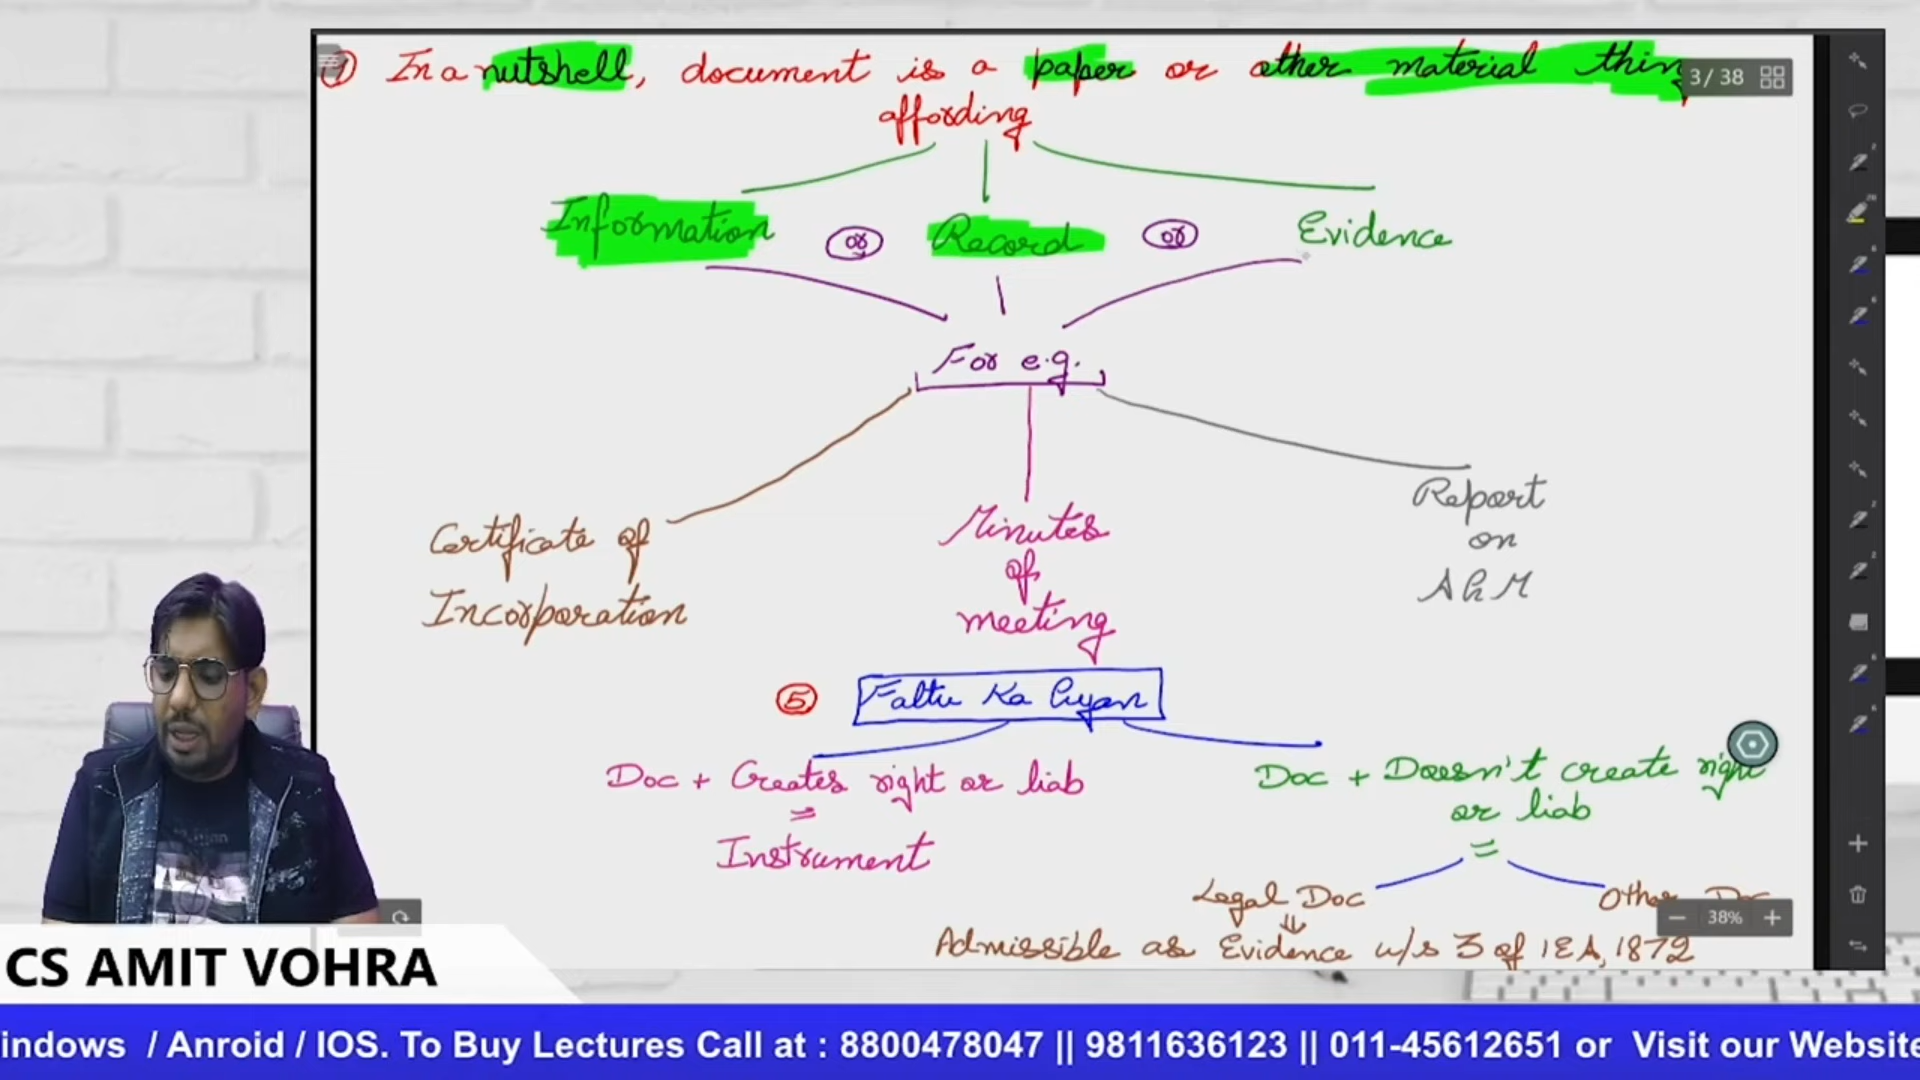 ① In a nutshell, document is a paper or other material thing
3 / 38
affording
Information or Record or Evidence
For e.g.
Certificate of Incorporation
Minutes of meeting
Report on AGM
⑤ Faltu Ka Gyan
Doc + Creates right or liab
=
Instrument
Doc + Doesn't create right
or liab
=
Legal Doc
Other Doc
38%
Admissible as Evidence u/s 3 of IEA, 1872
CS AMIT VOHRA
indows / Anroid / IOS. To Buy Lectures Call at : 8800478047 || 9811636123 || 011-45612651 or Visit our Website